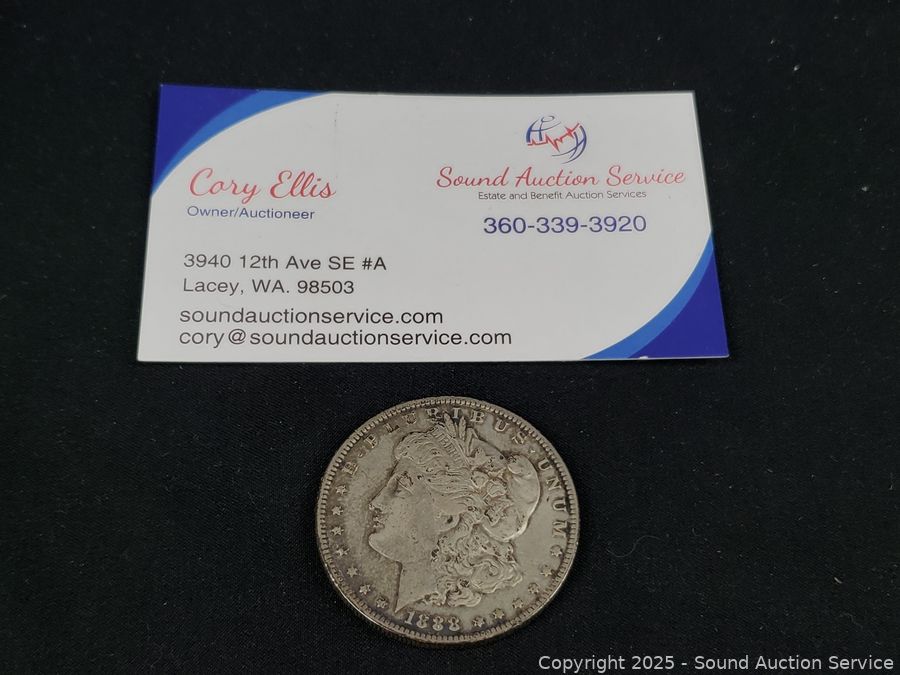 Cory Ellis
Owner/Auctioneer
Sound Auction Service
Estate and Benefit Auction Services
360-339-3920
3940 12th Ave SE #A
Lacey, WA. 98503
soundauctionservice.com
cory@soundauctionservice.com
E·PLURIBUS·UNUM
1888
Copyright 2025 - Sound Auction Service